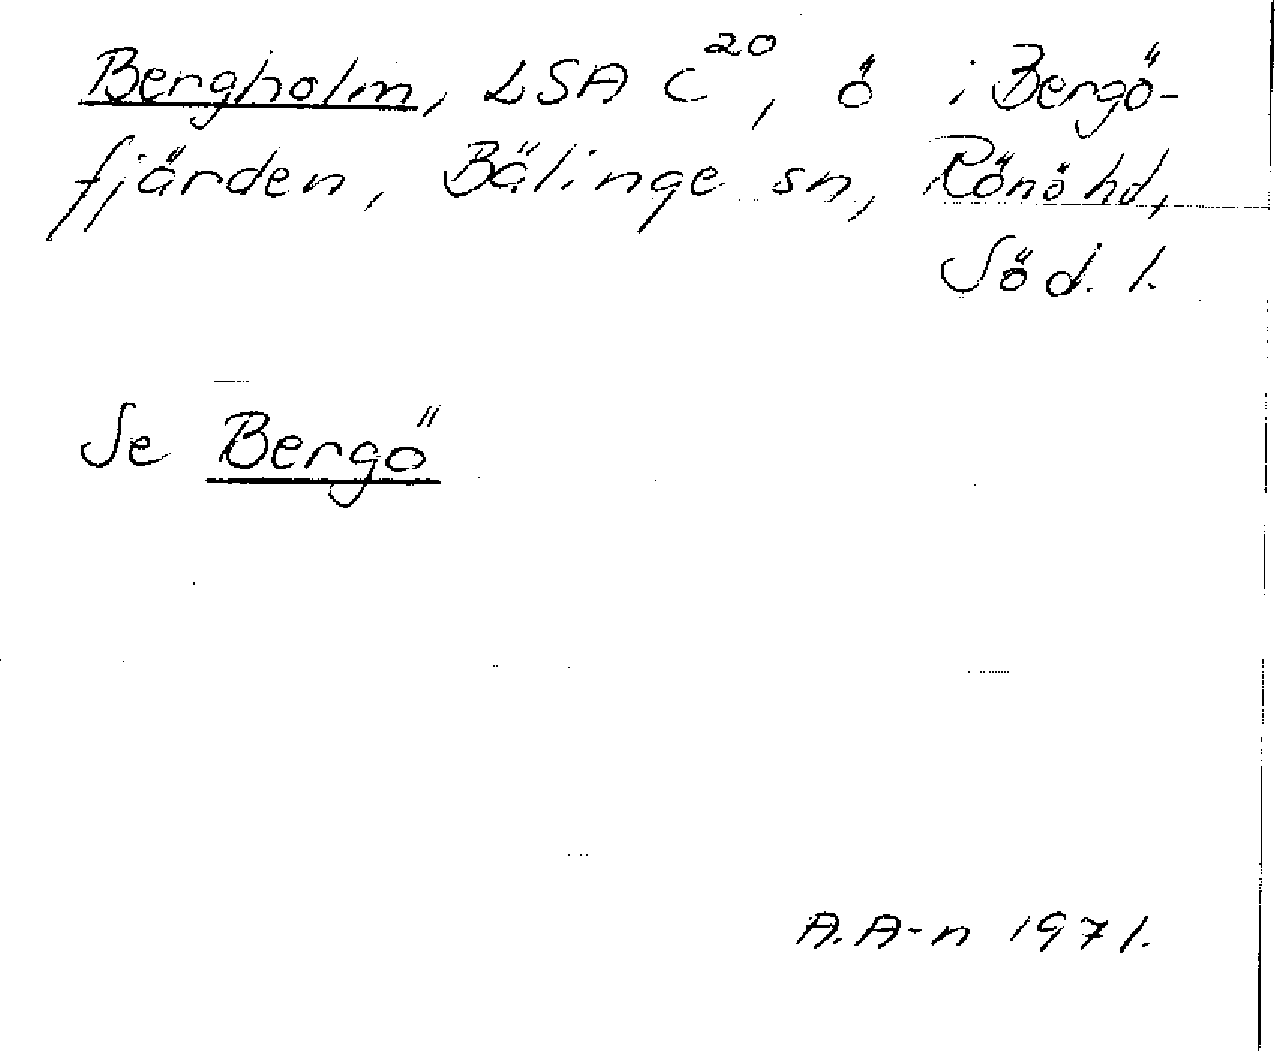 Bergholm, LSA C²⁰, ö i Bergö-
fjärden, Bälinge sn, Rönö hd,
Söd. l.
Se Bergö
A. A-n 1971.